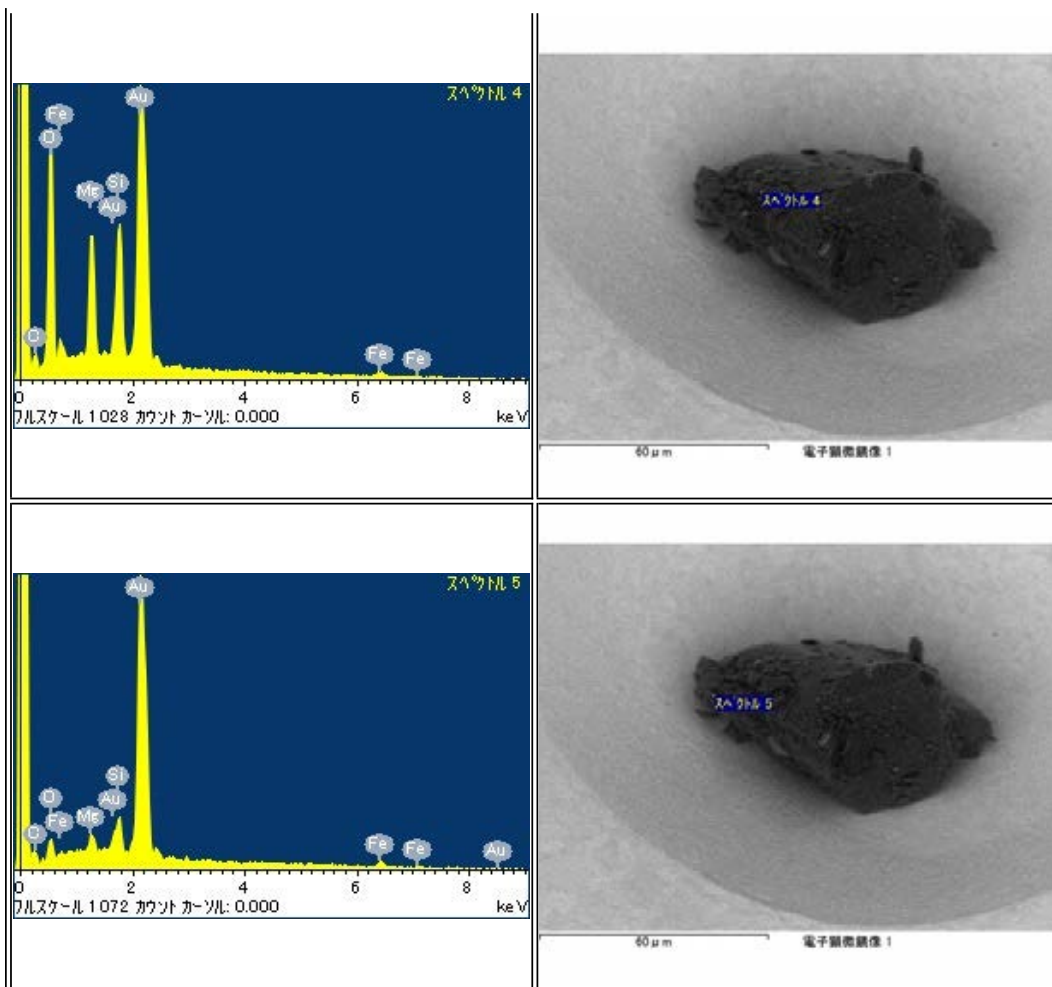 スペクトル 4
Fe
O
Au
Mg
Si
Au
C
Fe
Fe
0 2 4 6 8
フルスケール 1028 カウント カーソル: 0.000 keV
スペクトル 4
60μm 電子顕微鏡像 1
スペクトル 5
Au
Si
O
Au
Fe
Mg
C
Fe
Fe
Au
0 2 4 6 8
フルスケール 1072 カウント カーソル: 0.000 keV
スペクトル 5
60μm 電子顕微鏡像 1